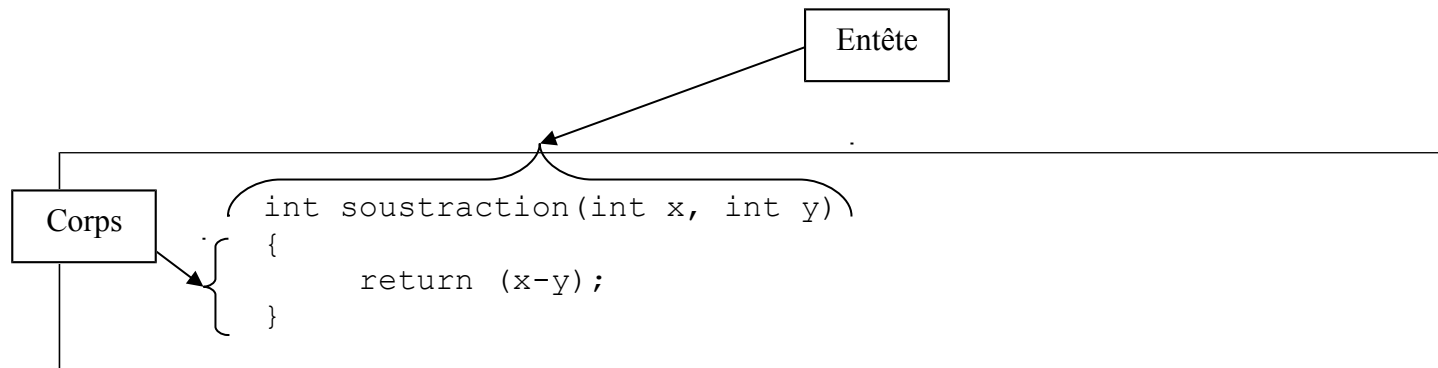 Entête
Corps
int soustraction(int x, int y)
{
return (x-y);
}